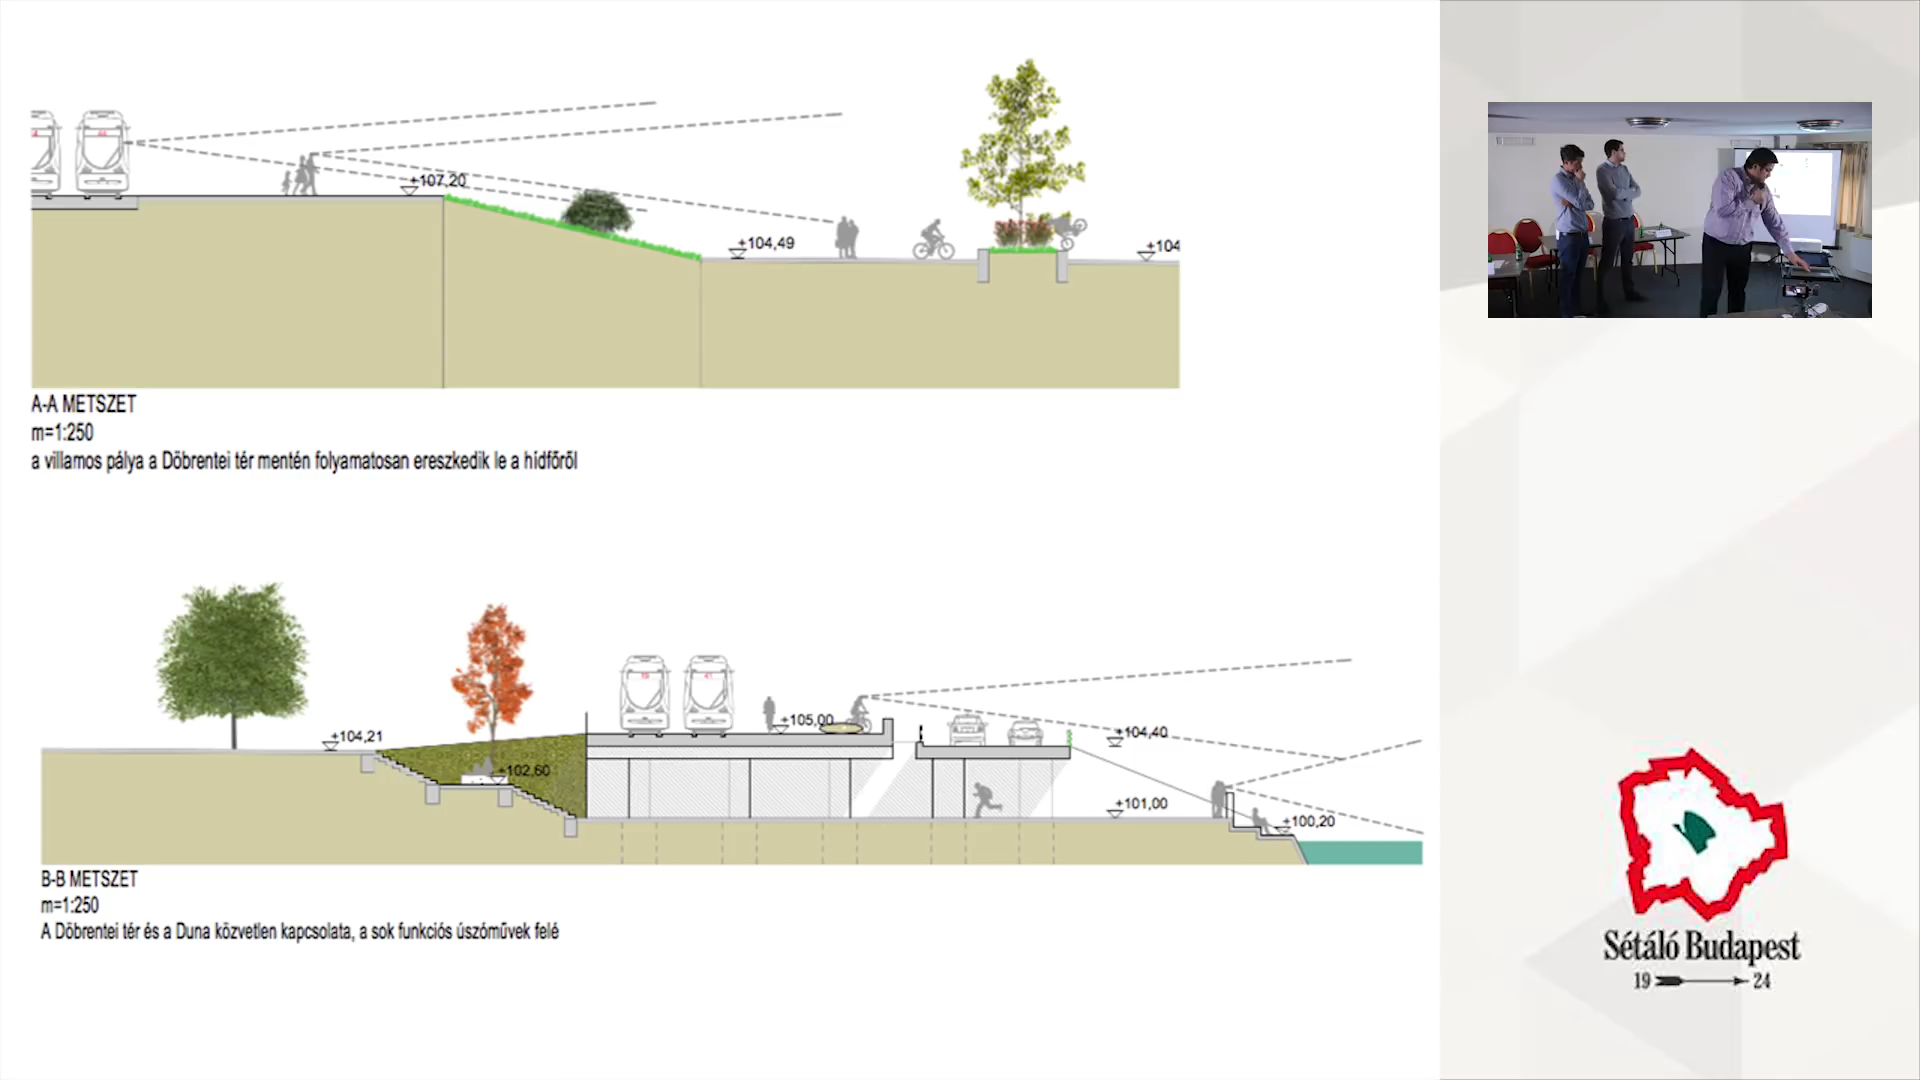 +107,20
+104,49
+104
A-A METSZET
m=1:250
a villamos pálya a Döbrentei tér mentén folyamatosan ereszkedik le a hídfőről
+104,21
+102,60
19
41
+105,00
+104,40
+101,00
+100,20
B-B METSZET
m=1:250
A Döbrentei tér és a Duna közvetlen kapcsolata, a sok funkciós úszóművek felé
Sétáló Budapest
19 24